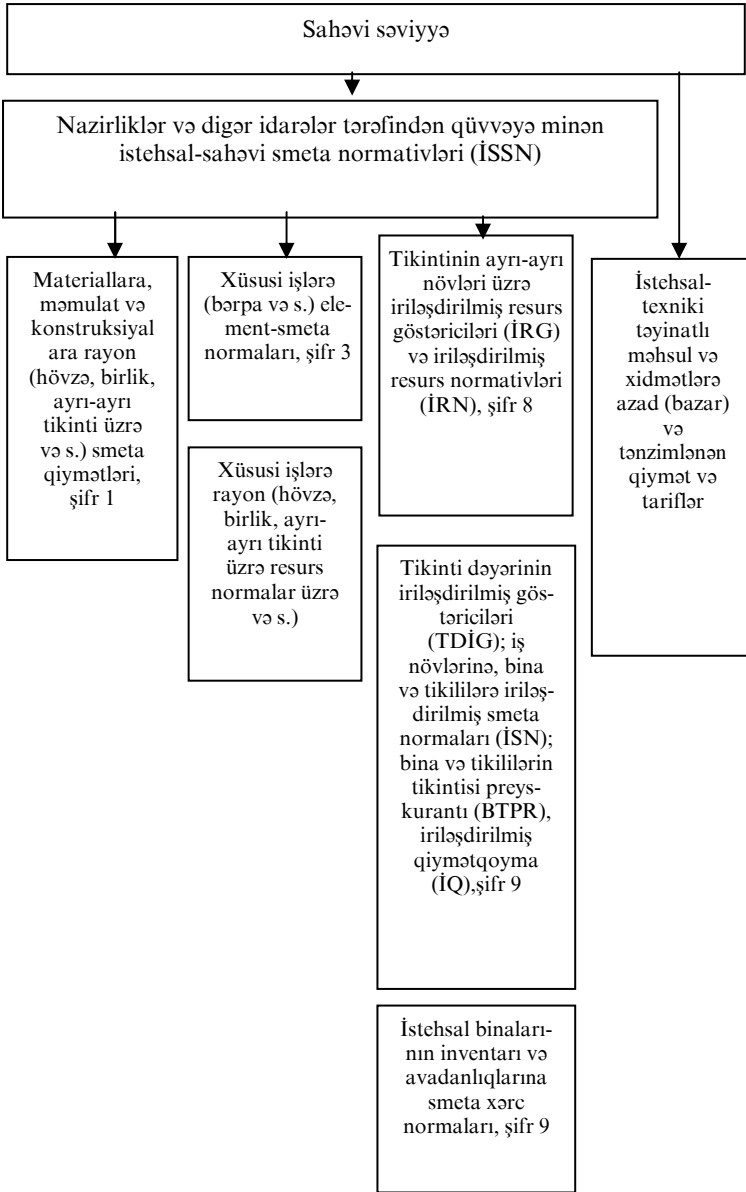 Sahəvi səviyyə
Nazirliklər və digər idarələr tərəfindən qüvvəyə minən
istehsal-sahəvi smeta normativləri (İSSN)
Materiallara,
məmulat və
konstruksiyal
ara rayon
(hövzə, birlik,
ayrı-ayrı
tikinti üzrə
və s.) smeta
qiymətləri,
şifr 1
Xüsusi işlərə
(bərpa və s.) ele-
ment-smeta
normaları, şifr 3
Xüsusi işlərə
rayon (hövzə,
birlik, ayrı-
ayrı tikinti
üzrə resurs
normalar üzrə
və s.)
Tikintinin ayrı-ayrı
növləri üzrə
iriləşdirilmiş resurs
göstəriciləri (İRG)
və iriləşdirilmiş
resurs normativləri
(İRN), şifr 8
Tikinti dəyərinin
iriləşdirilmiş gös-
təriciləri
(TDİG); iş
növlərinə, bina
və tikililərə iriləş-
dirilmiş smeta
normaları (İSN);
bina və tikililərin
tikintisi preys-
kurantı (BTPR),
iriləşdirilmiş
qiymətqoyma
(İQ),şifr 9
İstehsal binaları-
nın inventarı və
avadanlıqlarına
smeta xərc
normaları, şifr 9
İstehsal-
texniki
təyinatlı
məhsul və
xidmətlərə
azad (bazar)
və
tənzimlənən
qiymət və
tariflər